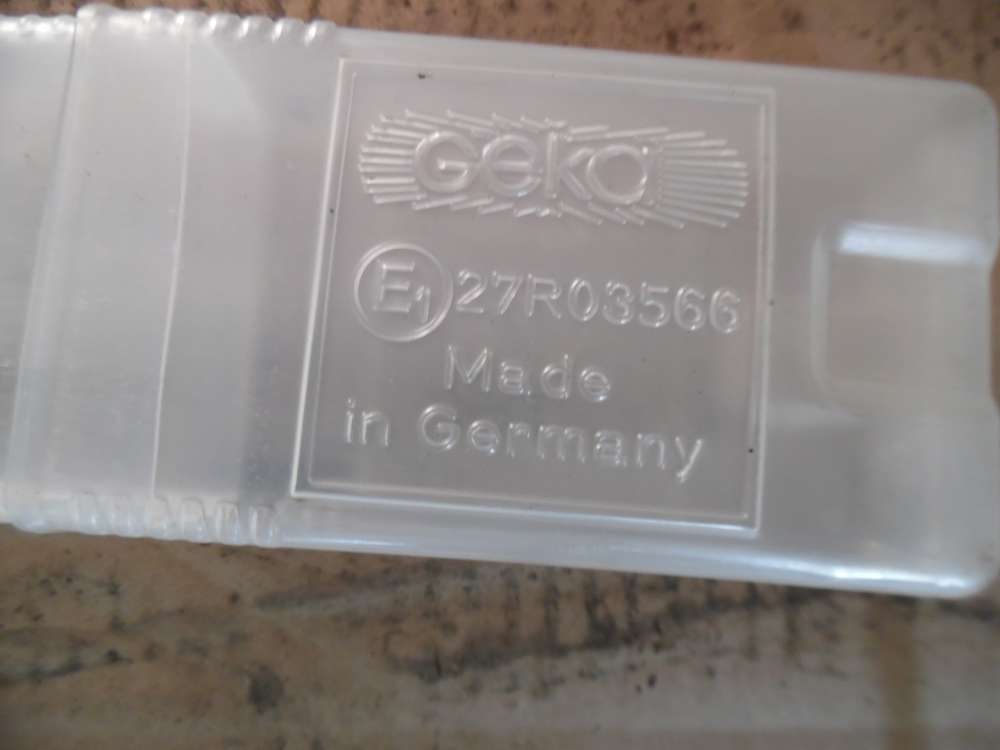 GEKA
E1 27R03566
Made
in Germany